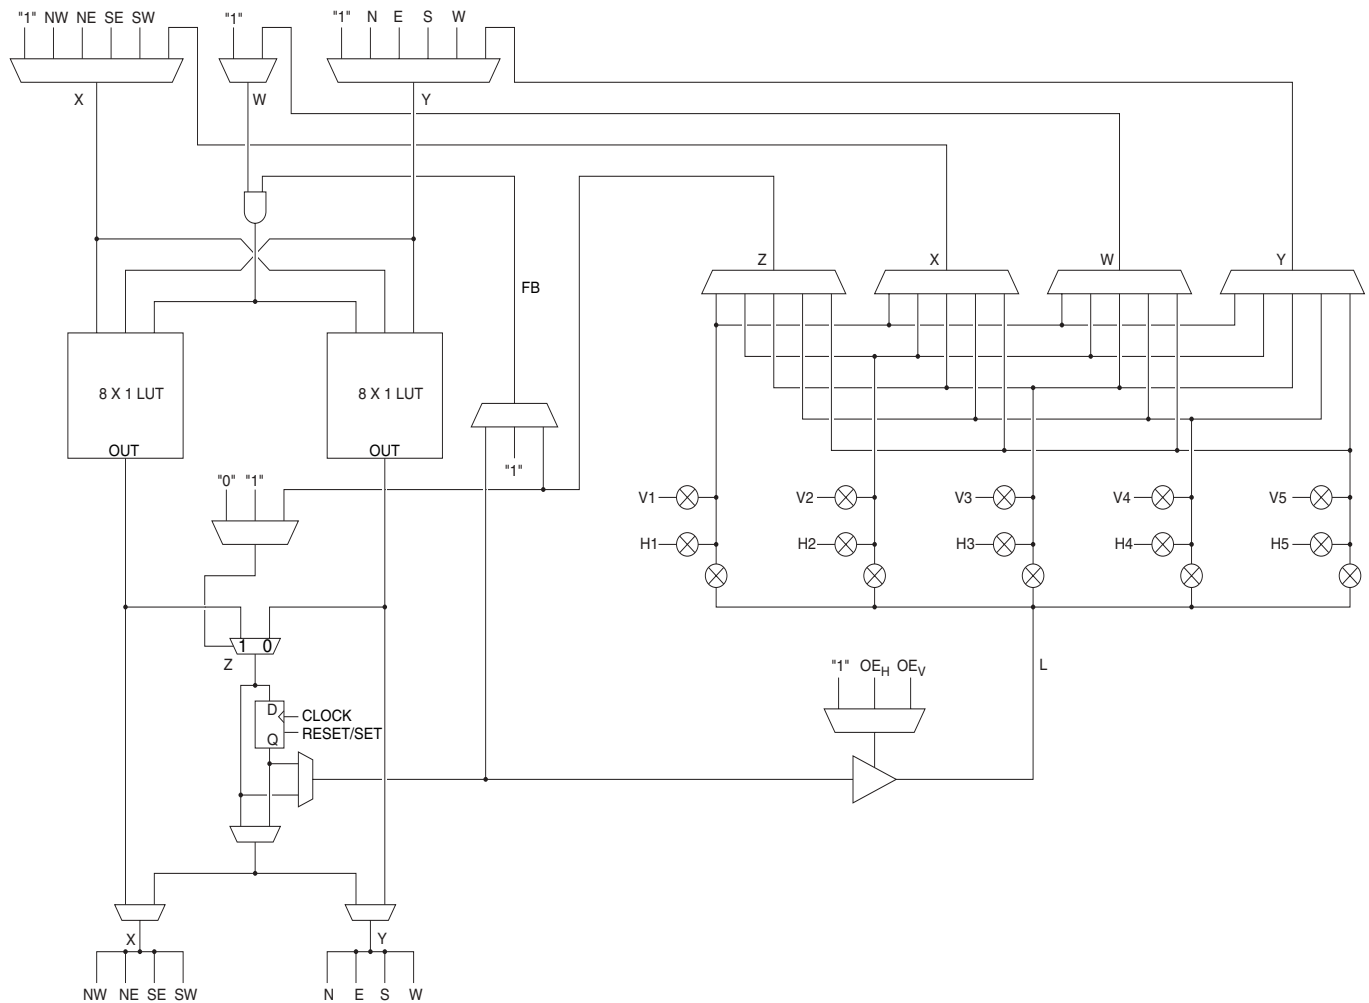 "1" NW NE SE SW "1" "1" N E S W
X W Y
Z X W Y
FB
8 X 1 LUT 8 X 1 LUT
OUT OUT
"1"
"0" "1"
V1 V2 V3 V4 V5
H1 H2 H3 H4 H5
1 0
Z "1" OEH OEV L
D CLOCK
RESET/SET
Q
X Y
NW NE SE SW N E S W